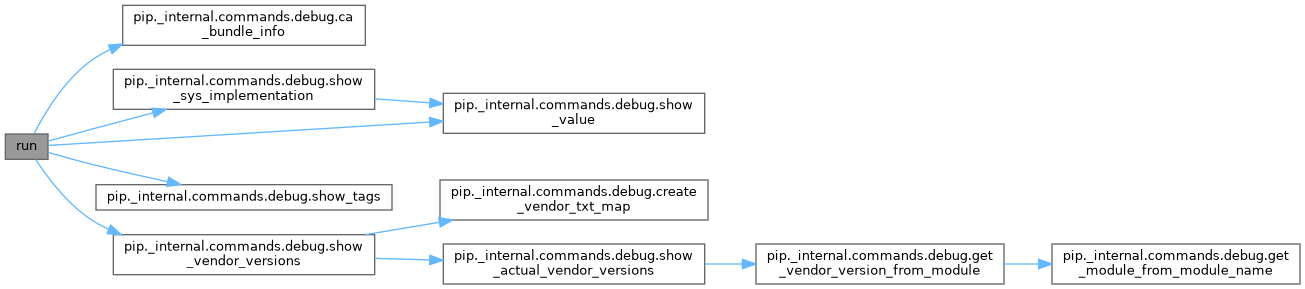 run
pip._internal.commands.debug.ca
_bundle_info
pip._internal.commands.debug.show
_sys_implementation
pip._internal.commands.debug.show
_value
pip._internal.commands.debug.show_tags
pip._internal.commands.debug.show
_vendor_versions
pip._internal.commands.debug.create
_vendor_txt_map
pip._internal.commands.debug.show
_actual_vendor_versions
pip._internal.commands.debug.get
_vendor_version_from_module
pip._internal.commands.debug.get
_module_from_module_name